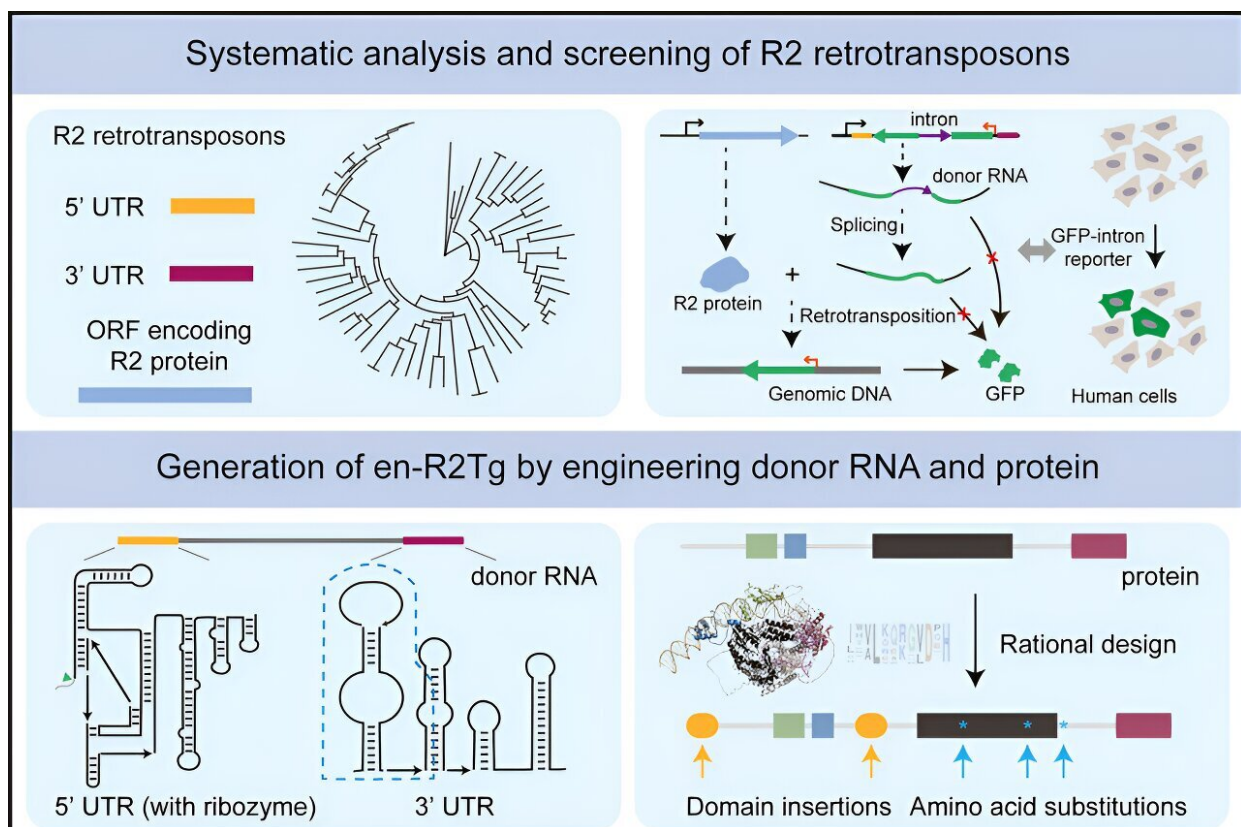 Systematic analysis and screening of R2 retrotransposons
R2 retrotransposons
5’ UTR
3’ UTR
ORF encoding
R2 protein
intron
donor RNA
Splicing
GFP-intron
reporter
R2 protein
+
Retrotransposition
Genomic DNA
GFP
Human cells
Generation of en-R2Tg by engineering donor RNA and protein
donor RNA
5’ UTR (with ribozyme)
3’ UTR
protein
Rational design
* * *
Domain insertions
Amino acid substitutions